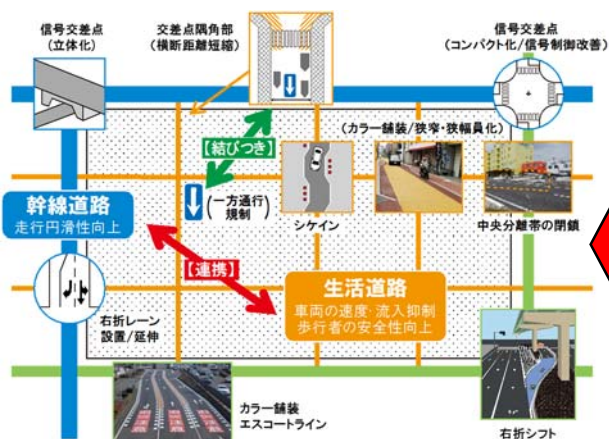 信号交差点
(立体化)
交差点隅角部
(横断距離短縮)
信号交差点
(コンパクト化/信号制御改善)
【結びつき】
(カラー舗装/狭窄・狭幅員化)
幹線道路
走行円滑性向上
(一方通行
規制)
シケイン
中央分離帯の閉鎖
【連携】
生活道路
車両の速度・流入抑制
歩行者の安全性向上
右折レーン
設置/延伸
カラー舗装
エスコートライン
右折シフト